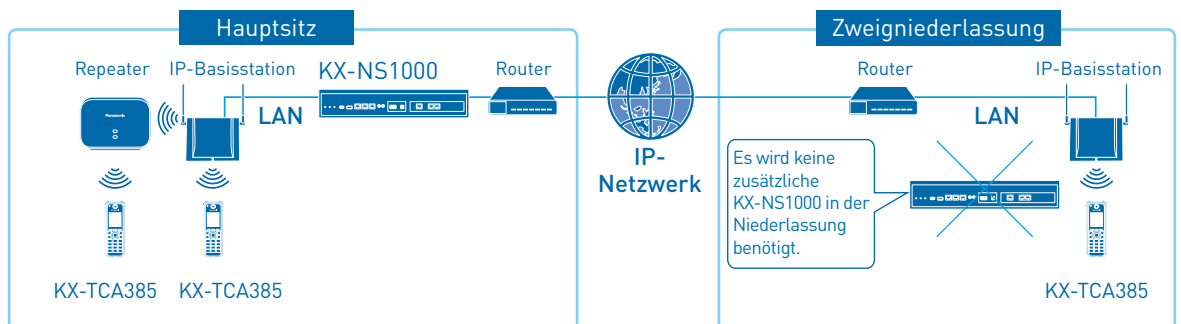 Hauptsitz
Repeater
IP-Basisstation
KX-NS1000
Router
Panasonic
LAN
KX-TCA385
KX-TCA385
IP-
Netzwerk
Zweigniederlassung
Router
IP-Basisstation
LAN
Es wird keine
zusätzliche
KX-NS1000 in der
Niederlassung
benötigt.
KX-TCA385